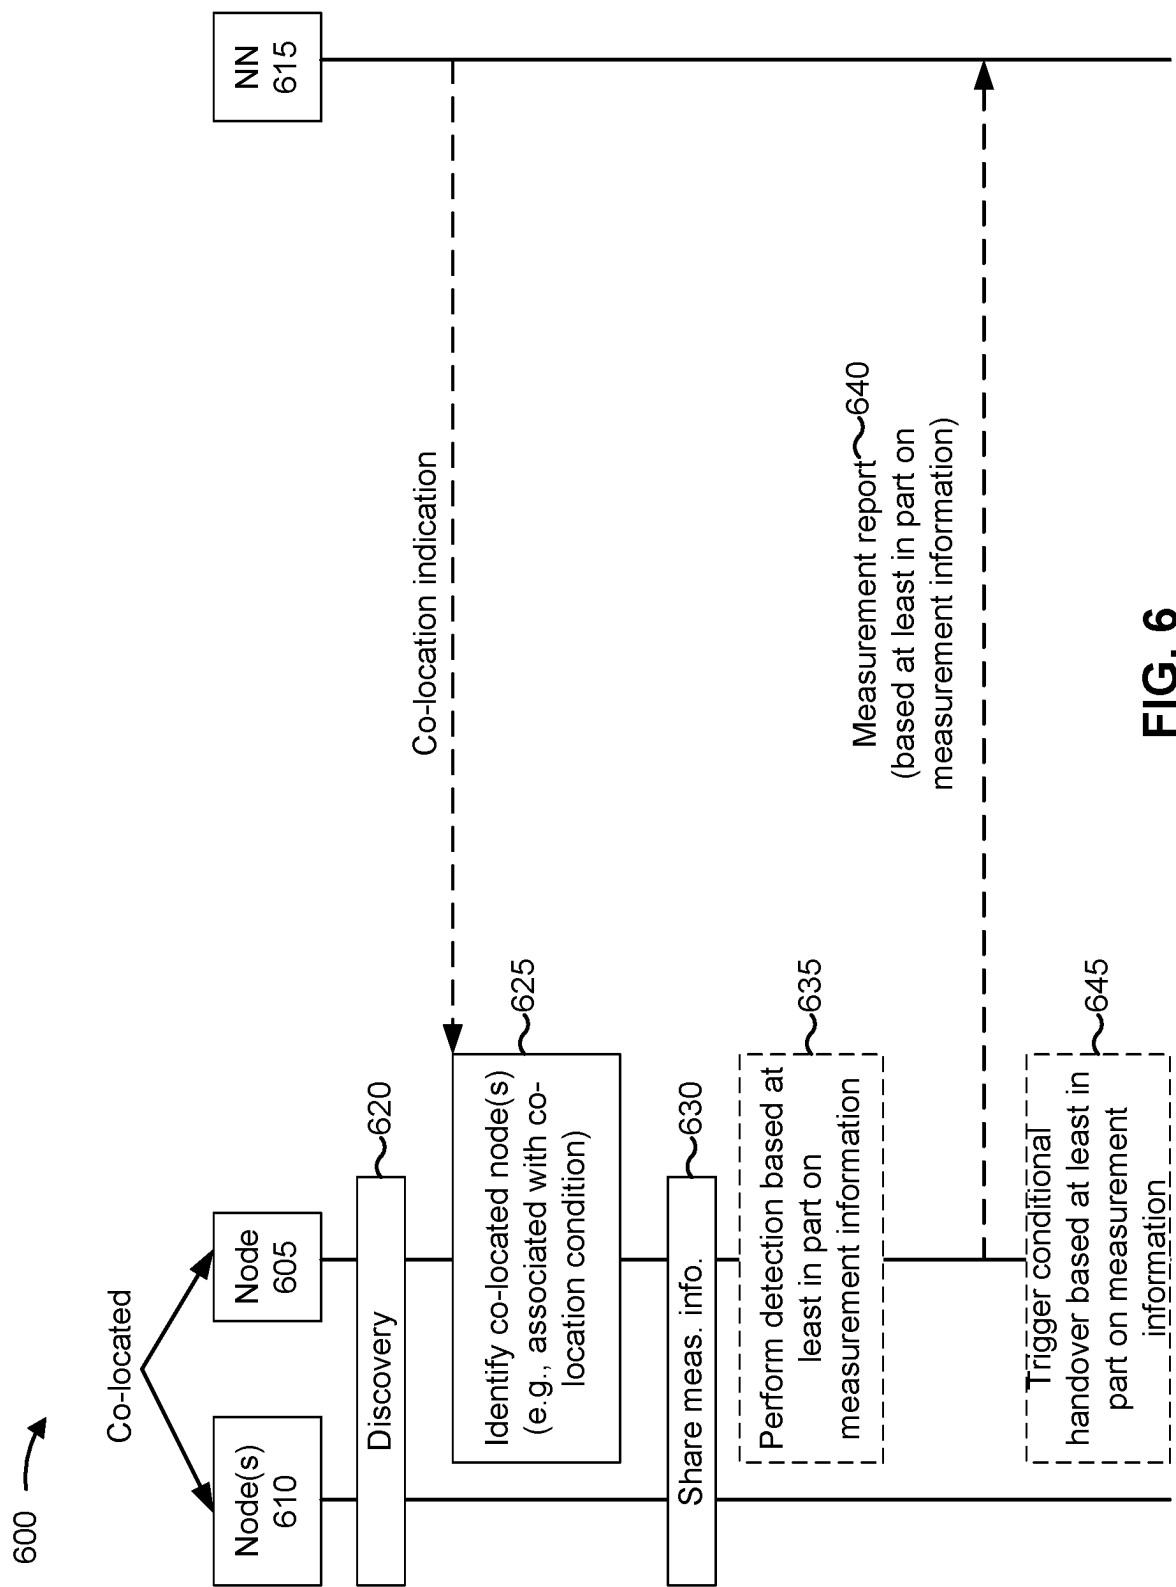 600
Co-located
Node(s)
610
Node
605
NN
615
Discovery
620
Co-location indication
Identify co-located node(s)
(e.g., associated with co-
location condition)
625
Share meas. info.
630
Perform detection based at
least in part on
measurement information
635
Measurement report
640
(based at least in part on
measurement information)
Trigger conditional
handover based at least in
part on measurement
information
645
FIG. 6